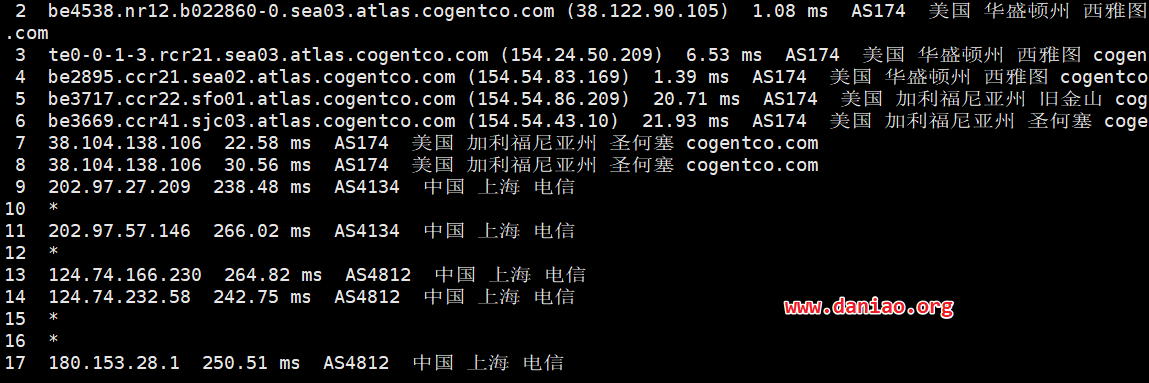 2 be4538.nr12.b022860-0.sea03.atlas.cogentco.com (38.122.90.105) 1.08 ms AS174 美国 华盛顿州 西雅图
.com
3 te0-0-1-3.rcr21.sea03.atlas.cogentco.com (154.24.50.209) 6.53 ms AS174 美国 华盛顿州 西雅图 cogen
4 be2895.ccr21.sea02.atlas.cogentco.com (154.54.83.169) 1.39 ms AS174 美国 华盛顿州 西雅图 cogentco
5 be3717.ccr22.sfo01.atlas.cogentco.com (154.54.86.209) 20.71 ms AS174 美国 加利福尼亚州 旧金山 cog
6 be3669.ccr41.sjc03.atlas.cogentco.com (154.54.43.10) 21.93 ms AS174 美国 加利福尼亚州 圣何塞 coge
7 38.104.138.106 22.58 ms AS174 美国 加利福尼亚州 圣何塞 cogentco.com
8 38.104.138.106 30.56 ms AS174 美国 加利福尼亚州 圣何塞 cogentco.com
9 202.97.27.209 238.48 ms AS4134 中国 上海 电信
10 *
11 202.97.57.146 266.02 ms AS4134 中国 上海 电信
12 *
13 124.74.166.230 264.82 ms AS4812 中国 上海 电信
14 124.74.232.58 242.75 ms AS4812 中国 上海 电信
www.daniao.org
15 *
16 *
17 180.153.28.1 250.51 ms AS4812 中国 上海 电信